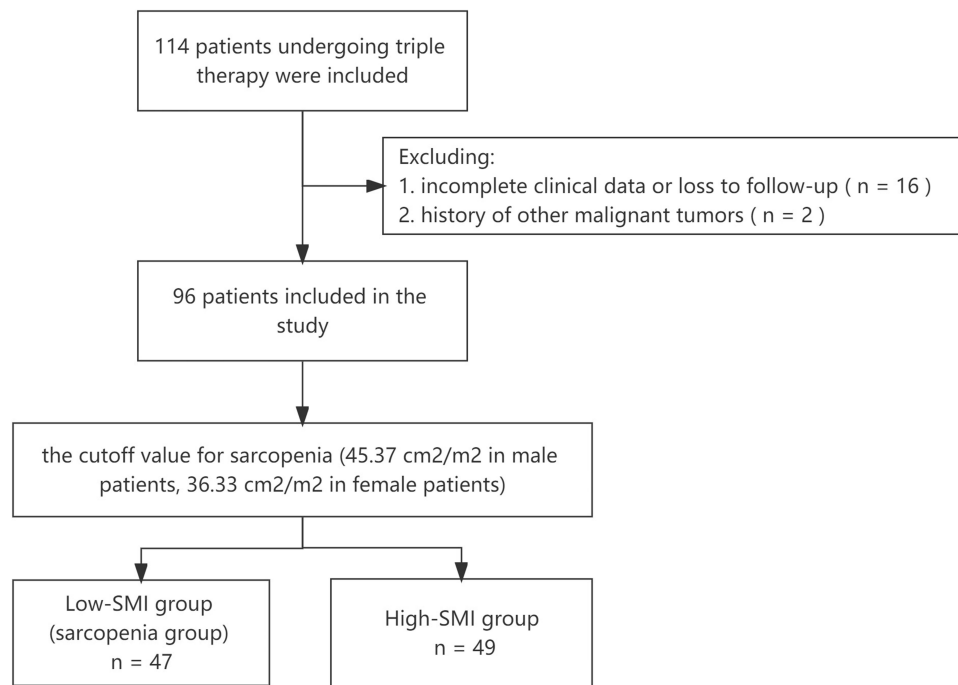 114 patients undergoing triple
therapy were included
Excluding:
1. incomplete clinical data or loss to follow-up ( n = 16 )
2. history of other malignant tumors ( n = 2 )
96 patients included in the
study
the cutoff value for sarcopenia (45.37 cm2/m2 in male
patients, 36.33 cm2/m2 in female patients)
Low-SMI group
(sarcopenia group)
n = 47
High-SMI group
n = 49